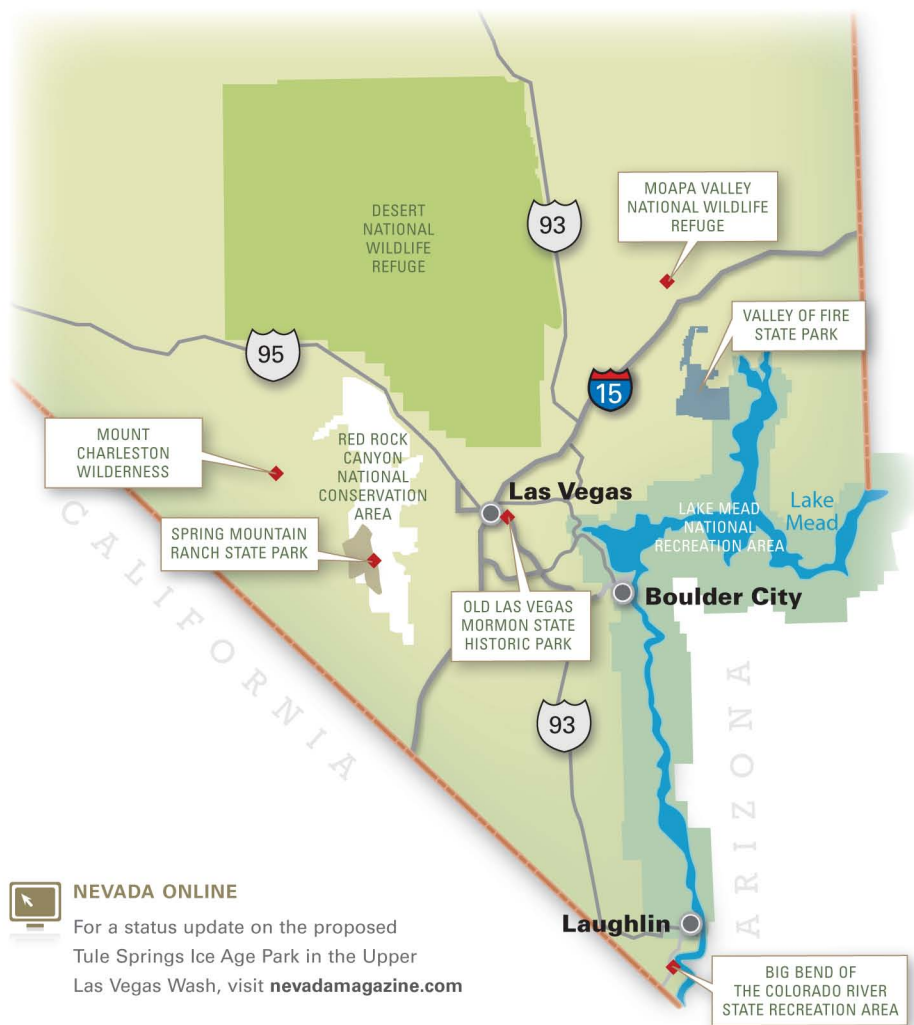 93
MOAPA VALLEY
NATIONAL WILDLIFE
REFUGE
DESERT
NATIONAL
WILDLIFE
REFUGE
VALLEY OF FIRE
STATE PARK
95
15
MOUNT
CHARLESTON
WILDERNESS
RED ROCK
CANYON
NATIONAL
CONSERVATION
AREA
Las Vegas
LAKE MEAD
NATIONAL
RECREATION AREA
Lake
Mead
SPRING MOUNTAIN
RANCH STATE PARK
OLD LAS VEGAS
MORMON STATE
HISTORIC PARK
Boulder City
CALIFORNIA
ARIZONA
93
NEVADA ONLINE
For a status update on the proposed
Tule Springs Ice Age Park in the Upper
Las Vegas Wash, visit nevadamagazine.com
Laughlin
BIG BEND OF
THE COLORADO RIVER
STATE RECREATION AREA